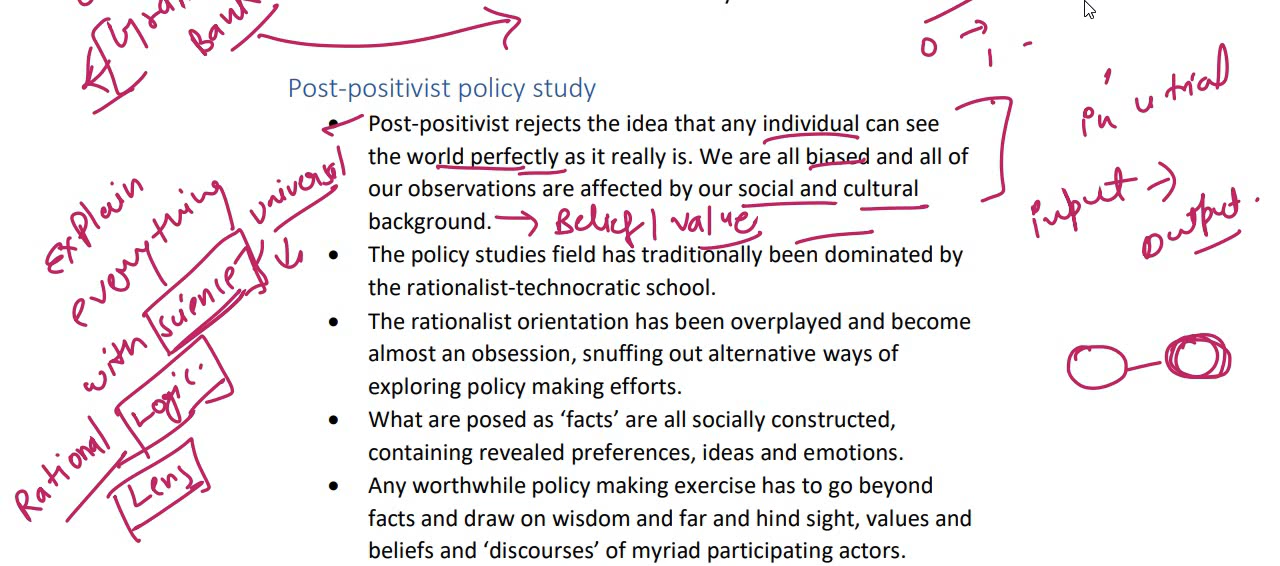 Bank
0 → 1
Post-positivist policy study
• Post-positivist rejects the idea that any individual can see
the world perfectly as it really is. We are all biased and all of
our observations are affected by our social and cultural
background. → Belief / value
• The policy studies field has traditionally been dominated by
the rationalist-technocratic school.
• The rationalist orientation has been overplayed and become
almost an obsession, snuffing out alternative ways of
exploring policy making efforts.
• What are posed as ‘facts’ are all socially constructed,
containing revealed preferences, ideas and emotions.
• Any worthwhile policy making exercise has to go beyond
facts and draw on wisdom and far and hind sight, values and
beliefs and ‘discourses’ of myriad participating actors.
Explain
everything
with science
universal
Rational Logic.
Lens
input →
Output.